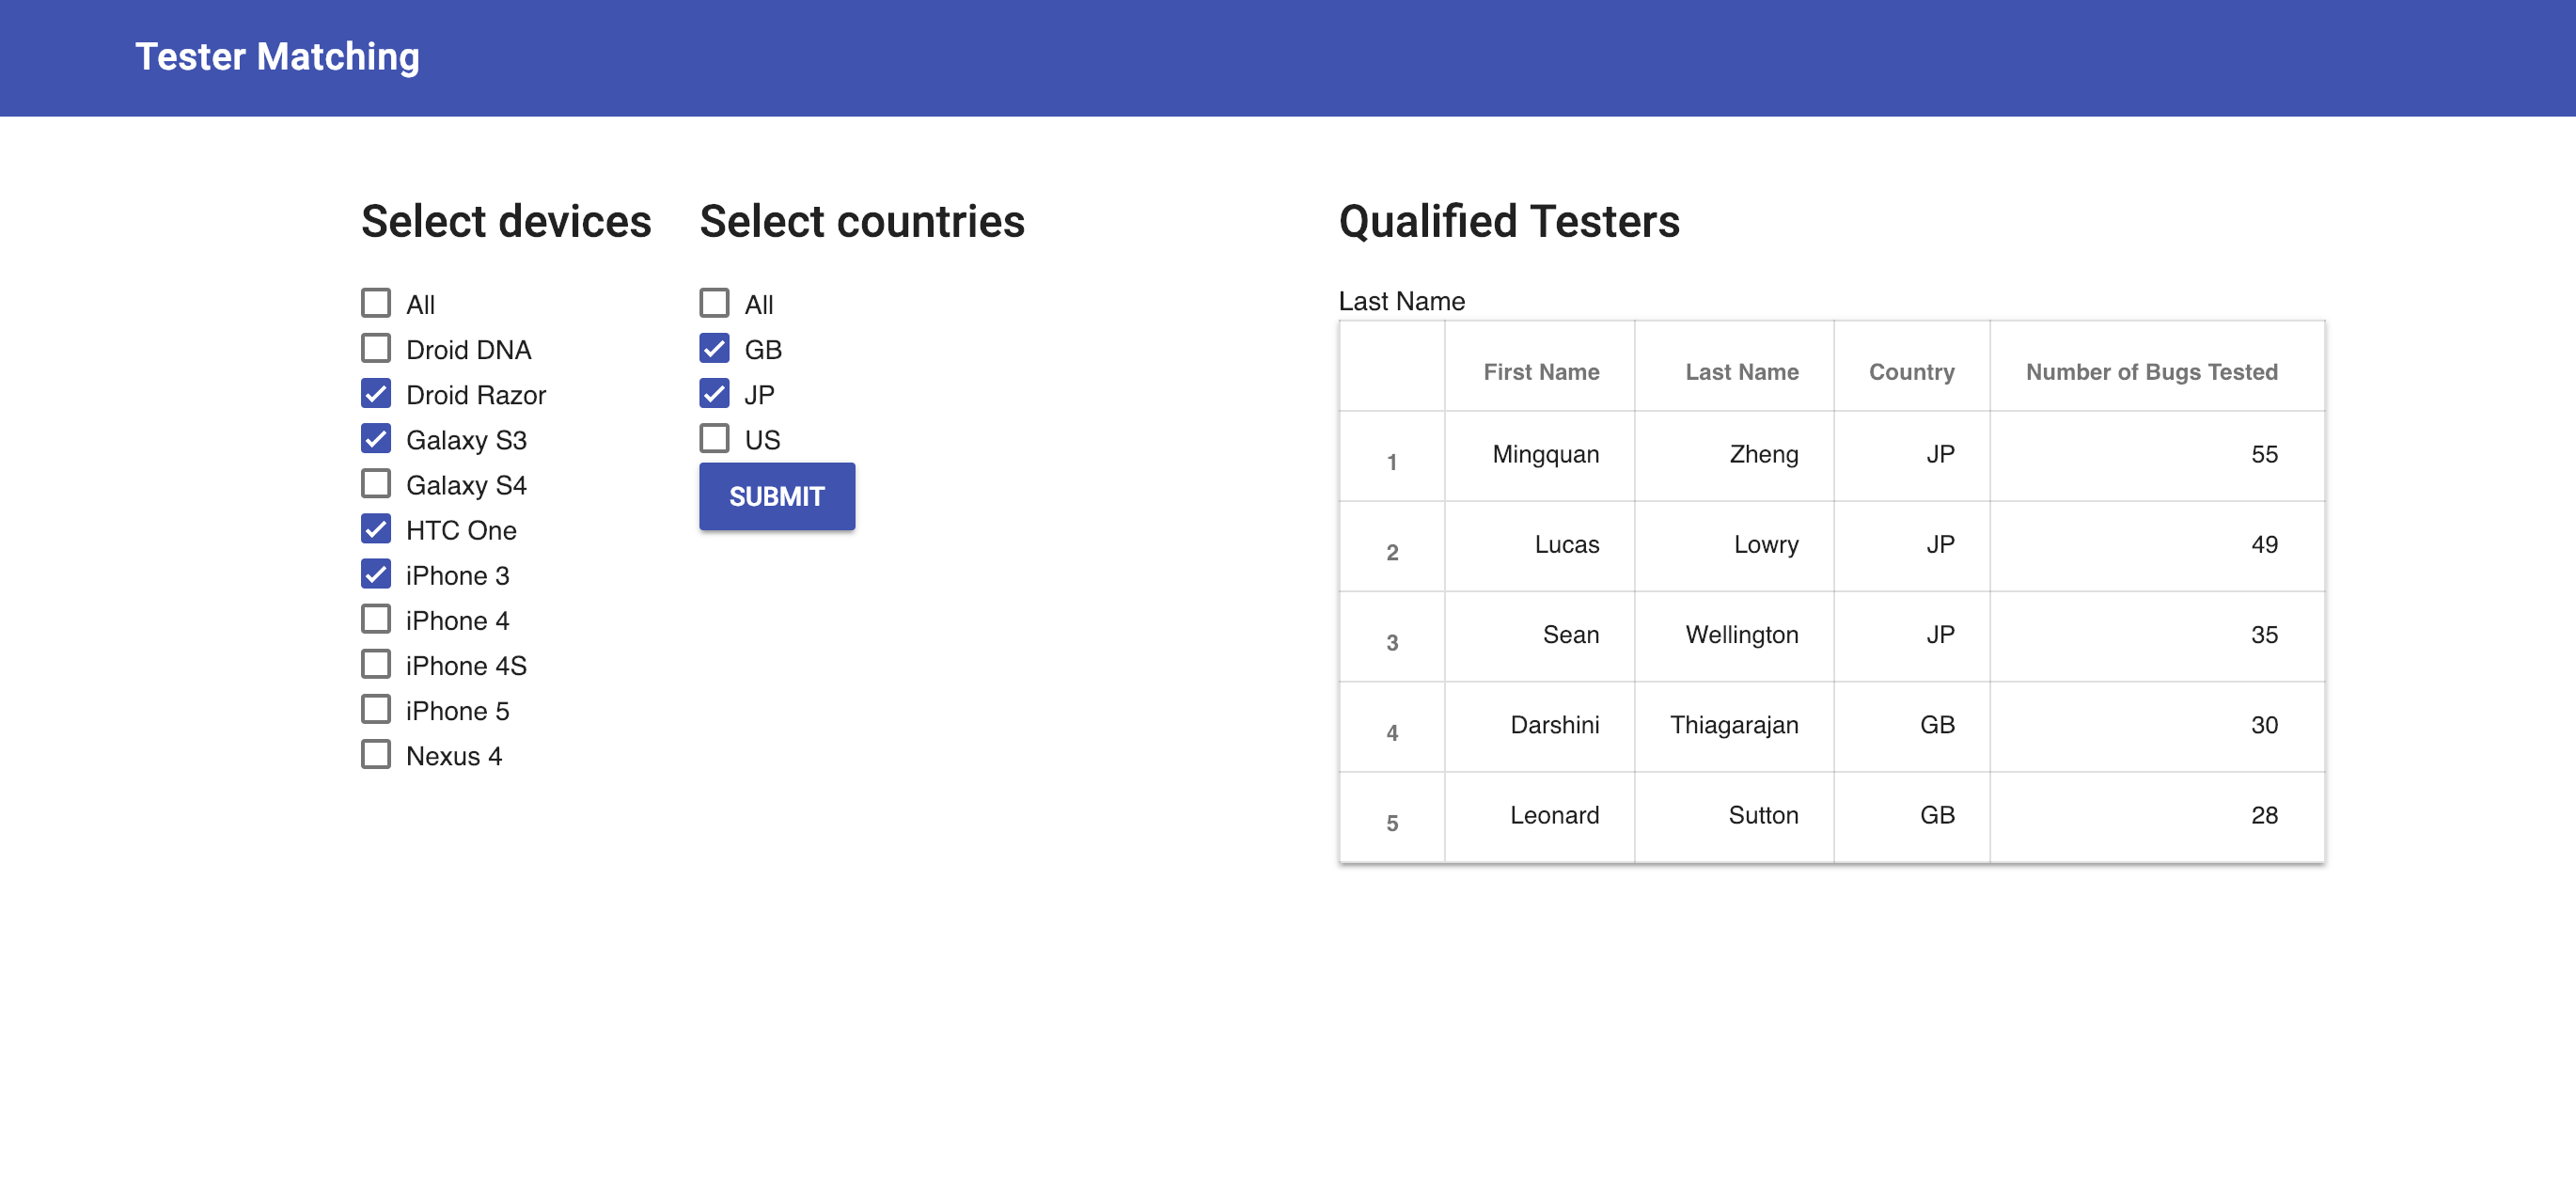 Tester Matching
Select devices
All
Droid DNA
Droid Razor
Galaxy S3
Galaxy S4
HTC One
iPhone 3
iPhone 4
iPhone 4S
iPhone 5
Nexus 4
Select countries
All
GB
JP
US
SUBMIT
Qualified Testers
Last Name
First Name Last Name Country Number of Bugs Tested
1 Mingquan Zheng JP 55
2 Lucas Lowry JP 49
3 Sean Wellington JP 35
4 Darshini Thiagarajan GB 30
5 Leonard Sutton GB 28